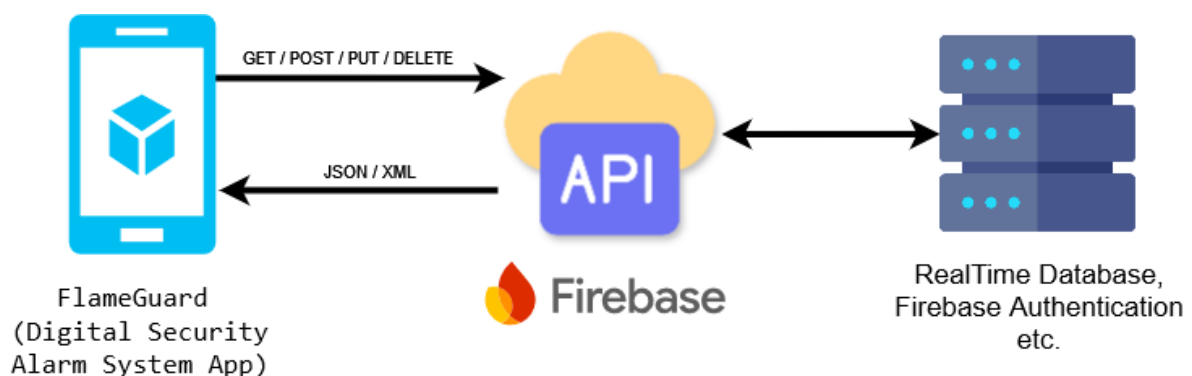 GET / POST / PUT / DELETE
JSON / XML
API
Firebase
FlameGuard
(Digital Security
Alarm System App)
RealTime Database,
Firebase Authentication
etc.